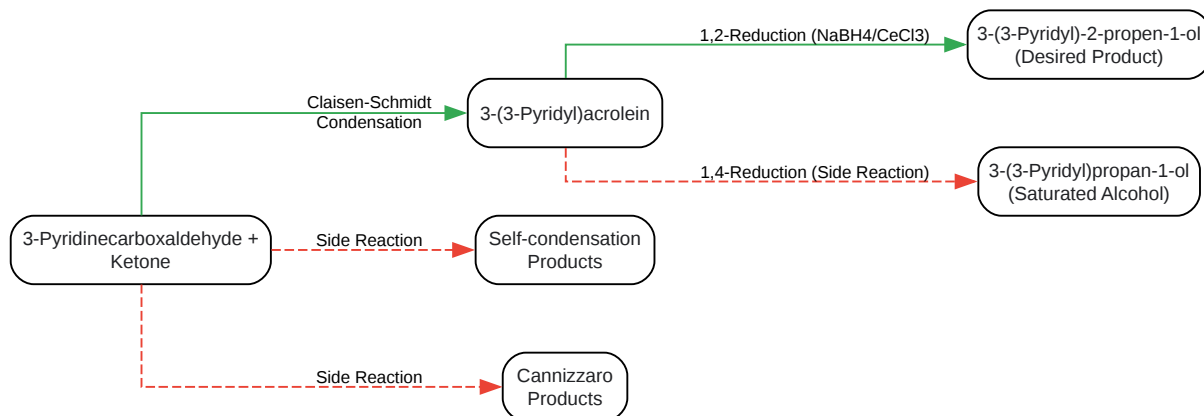 1,2-Reduction (NaBH4/CeCl3)
3-(3-Pyridyl)-2-propen-1-ol
(Desired Product)
Claisen-Schmidt
Condensation
3-(3-Pyridyl)acrolein
1,4-Reduction (Side Reaction)
3-(3-Pyridyl)propan-1-ol
(Saturated Alcohol)
3-Pyridinecarboxaldehyde +
Ketone
Side Reaction
Self-condensation
Products
Side Reaction
Cannizzaro
Products